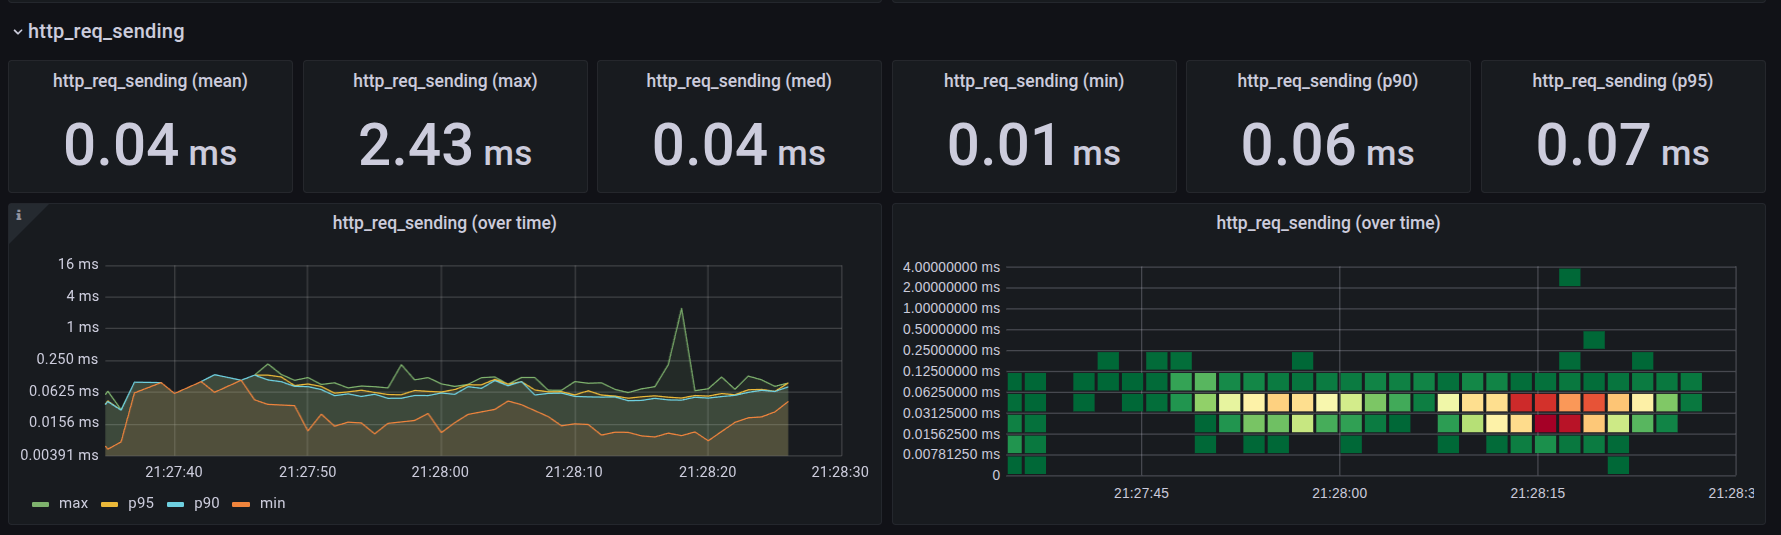 http_req_sending
http_req_sending (mean)
0.04 ms
http_req_sending (max)
2.43 ms
http_req_sending (med)
0.04 ms
http_req_sending (min)
0.01 ms
http_req_sending (p90)
0.06 ms
http_req_sending (p95)
0.07 ms
i
http_req_sending (over time)
16 ms
4 ms
1 ms
0.250 ms
0.0625 ms
0.0156 ms
0.00391 ms
21:27:40 21:27:50 21:28:00 21:28:10 21:28:20 21:28:30
max p95 p90 min
http_req_sending (over time)
4.00000000 ms
2.00000000 ms
1.00000000 ms
0.50000000 ms
0.25000000 ms
0.12500000 ms
0.06250000 ms
0.03125000 ms
0.01562500 ms
0.00781250 ms
0
21:27:45 21:28:00 21:28:15 21:28:3